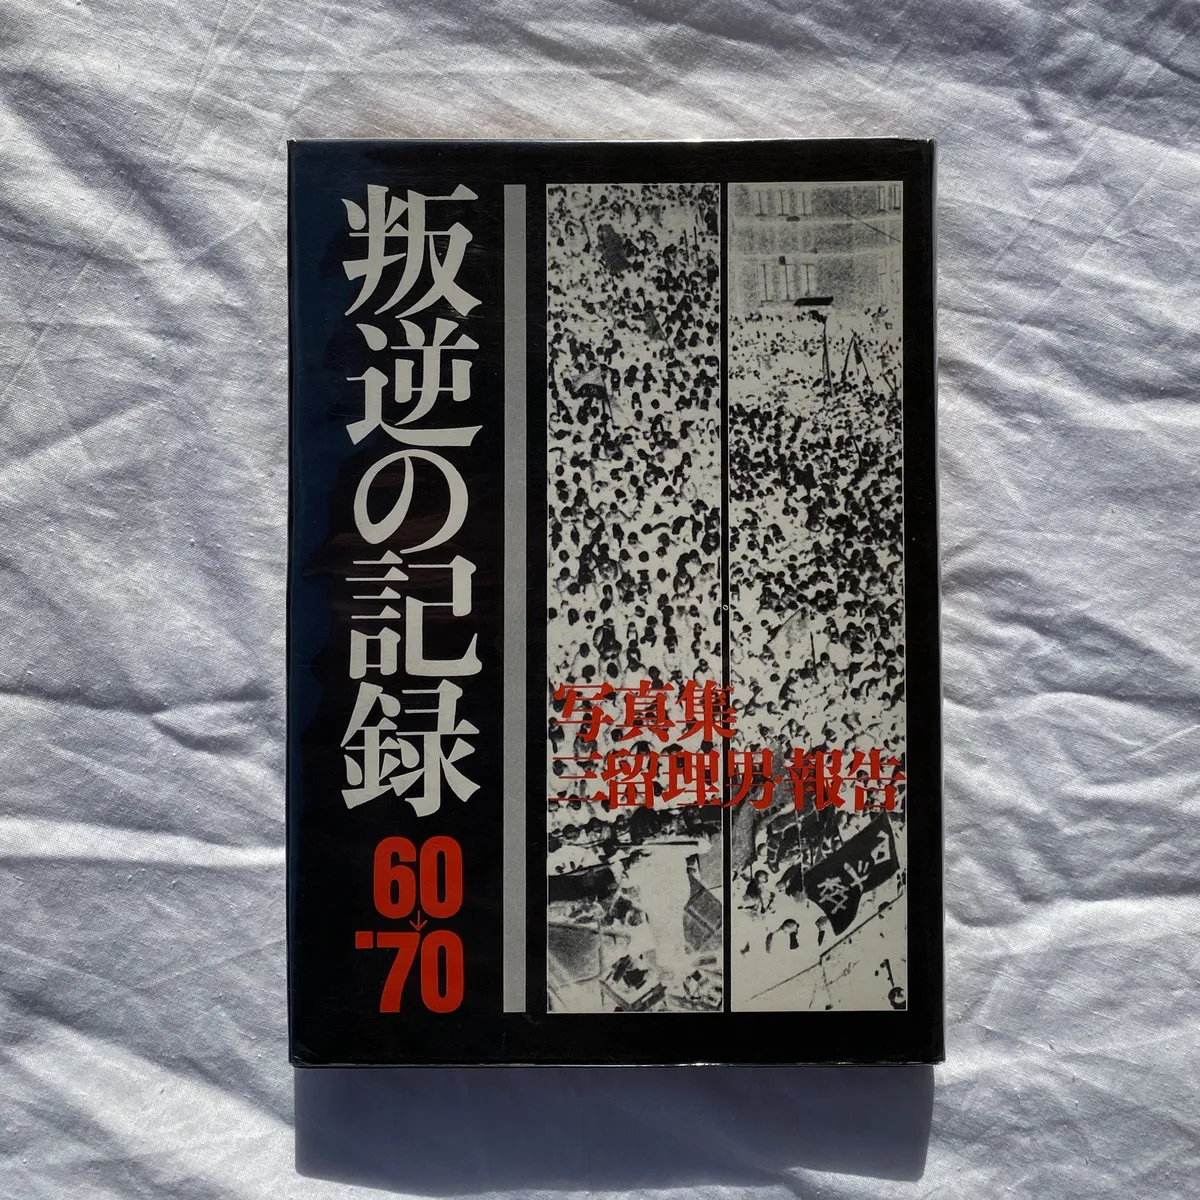 叛逆の記録
60
↓
'70
写真集
三留理男・報告